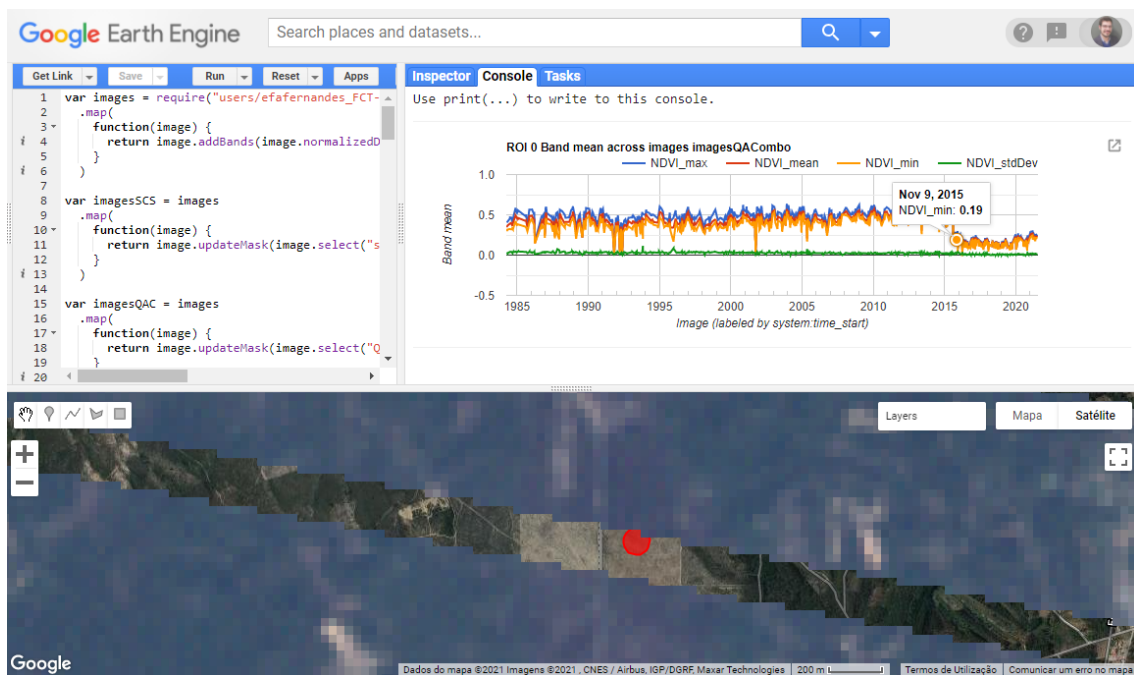 Google Earth Engine
Search places and datasets...
Get Link Save Run Reset Apps
Inspector Console Tasks
1 var images = require("users/efafernandes_FCT-
2 .map(
3 function(image) {
i 4 return image.addBands(image.normalizedD
5 }
i 6 )
7
8 var imagesSCS = images
9 .map(
10 function(image) {
11 return image.updateMask(image.select("s
12 }
i 13 )
14
15 var imagesQAC = images
16 .map(
17 function(image) {
18 return image.updateMask(image.select("Q
19 }
i 20
Use print(...) to write to this console.
ROI 0 Band mean across images imagesQACombo
NDVI_max NDVI_mean NDVI_min NDVI_stdDev
Nov 9, 2015
NDVI_min: 0.19
1.0
0.5
0.0
-0.5
Band mean
1985 1990 1995 2000 2005 2010 2015 2020
Image (labeled by system:time_start)
Layers
Mapa Satélite
Google
Dados do mapa ©2021 Imagens ©2021 , CNES / Airbus, IGP/DGRF, Maxar Technologies 200 m Termos de Utilização Comunicar um erro no mapa